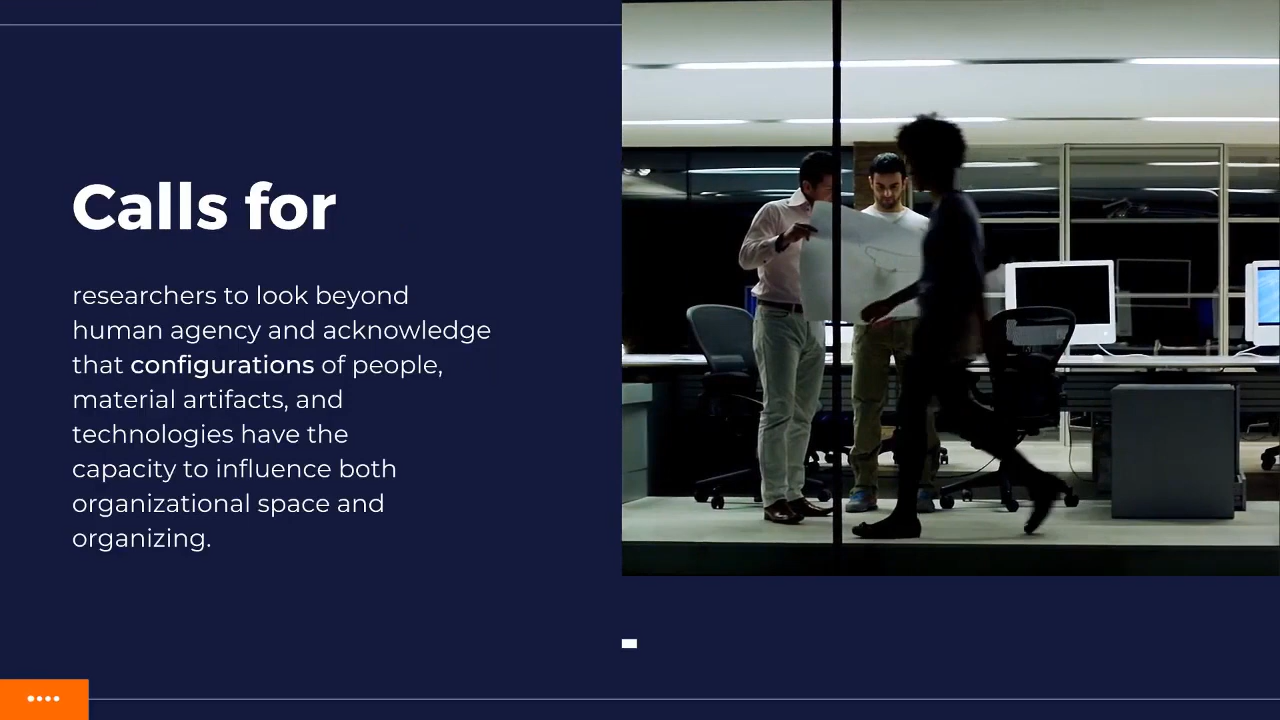 Calls for
researchers to look beyond
human agency and acknowledge
that configurations of people,
material artifacts, and
technologies have the
capacity to influence both
organizational space and
organizing.